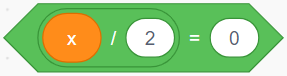 x / 2 = 0